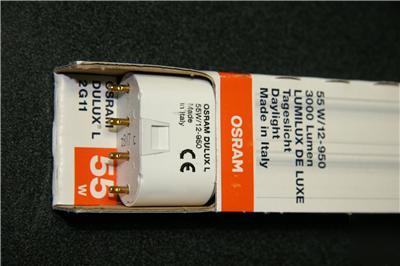 OSRAM
DULUX L
2G11
55
W
OSRAM DULUX L
55W/12-950
Made
in Italy
CE
OSRAM
55 W/12-950
3000 Lumen
LUMILUX DE LUXE
Tageslicht
Daylight
Made in Italy